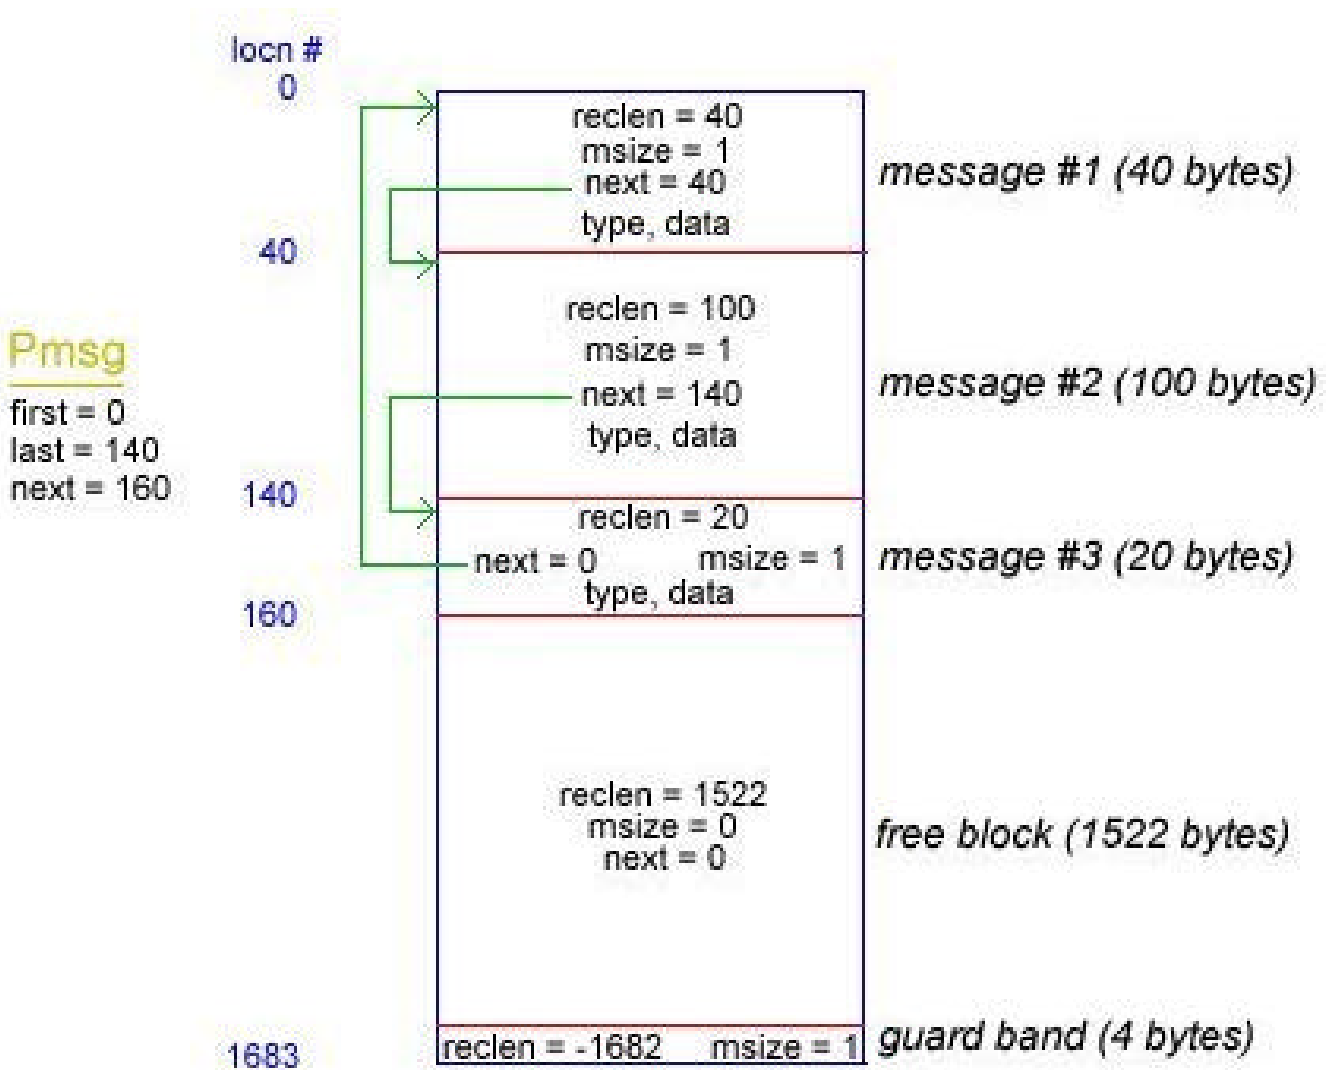 locn #
0
reclen = 40
msize = 1
next = 40
type, data
message #1 (40 bytes)
40
reclen = 100
msize = 1
next = 140
type, data
message #2 (100 bytes)
Pmsg
first = 0
last = 140
next = 160
140
reclen = 20
next = 0 msize = 1
type, data
message #3 (20 bytes)
160
reclen = 1522
msize = 0
next = 0
free block (1522 bytes)
reclen = -1682 msize = 1
guard band (4 bytes)
1683